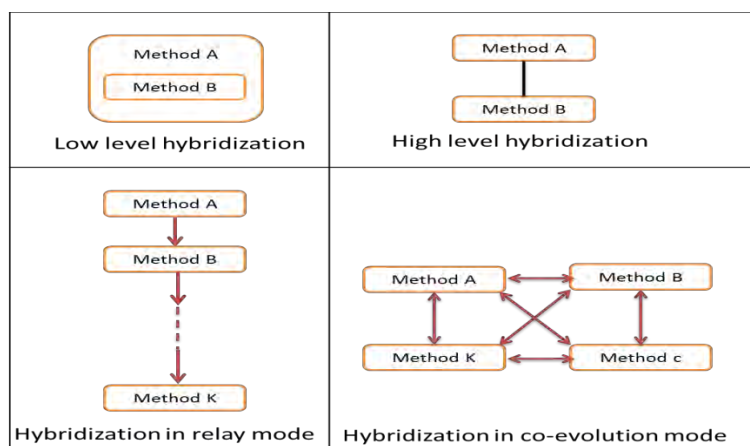 Method A
Method B
Low level hybridization
Method A
Method B
High level hybridization
Method A
Method B
Method K
Hybridization in relay mode
Method A
Method B
Method K
Method c
Hybridization in co-evolution mode